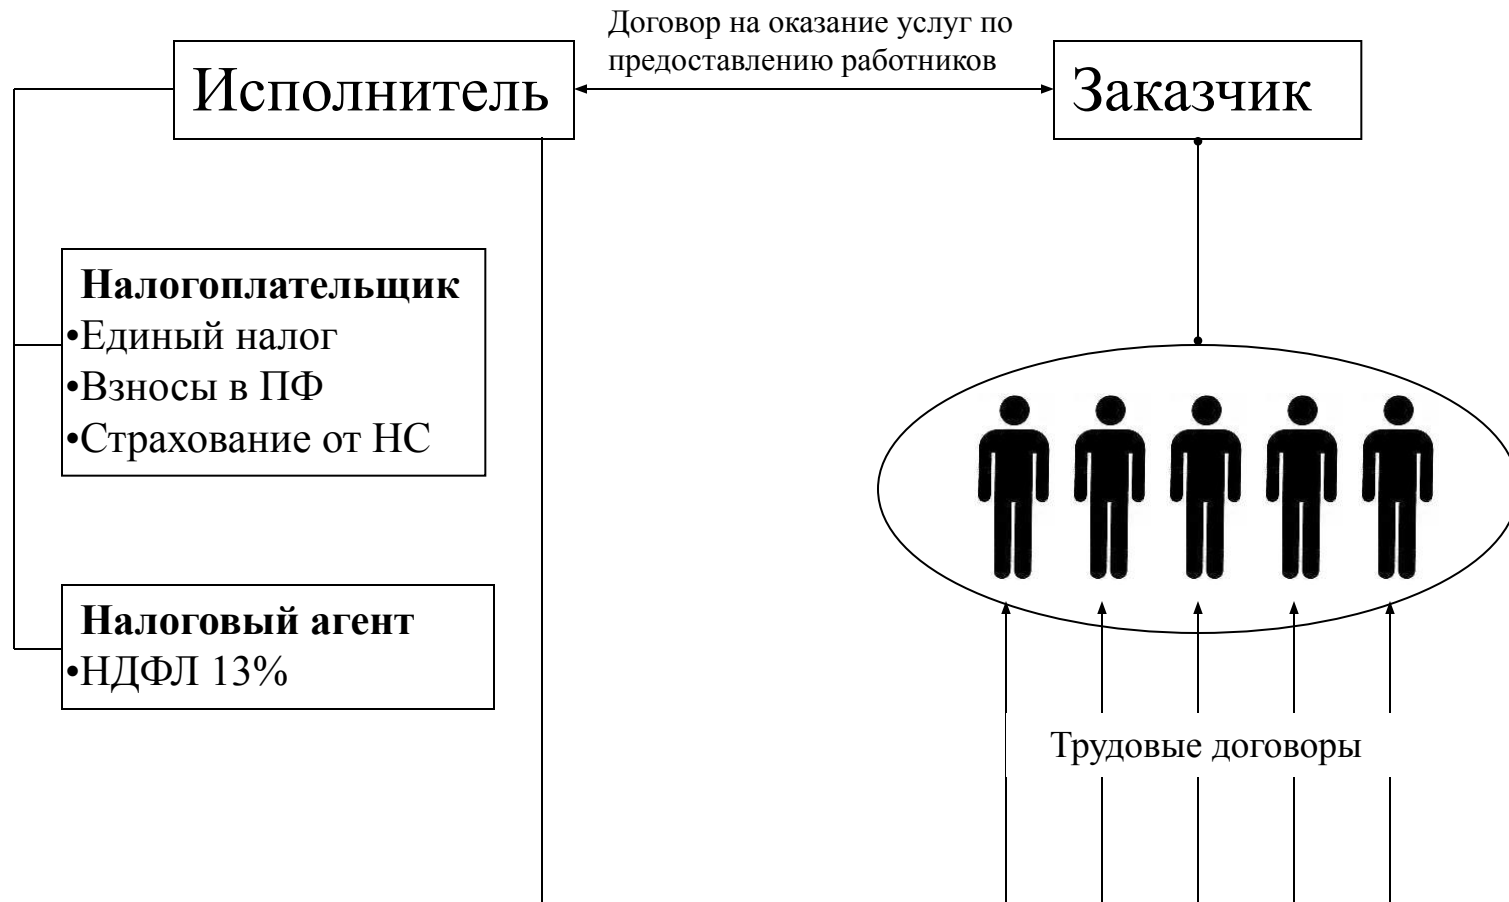 Договор на оказание услуг по
предоставлению работников
Исполнитель
Заказчик
Налогоплательщик
•Единый налог
•Взносы в ПФ
•Страхование от НС
Налоговый агент
•НДФЛ 13%
Трудовые договоры